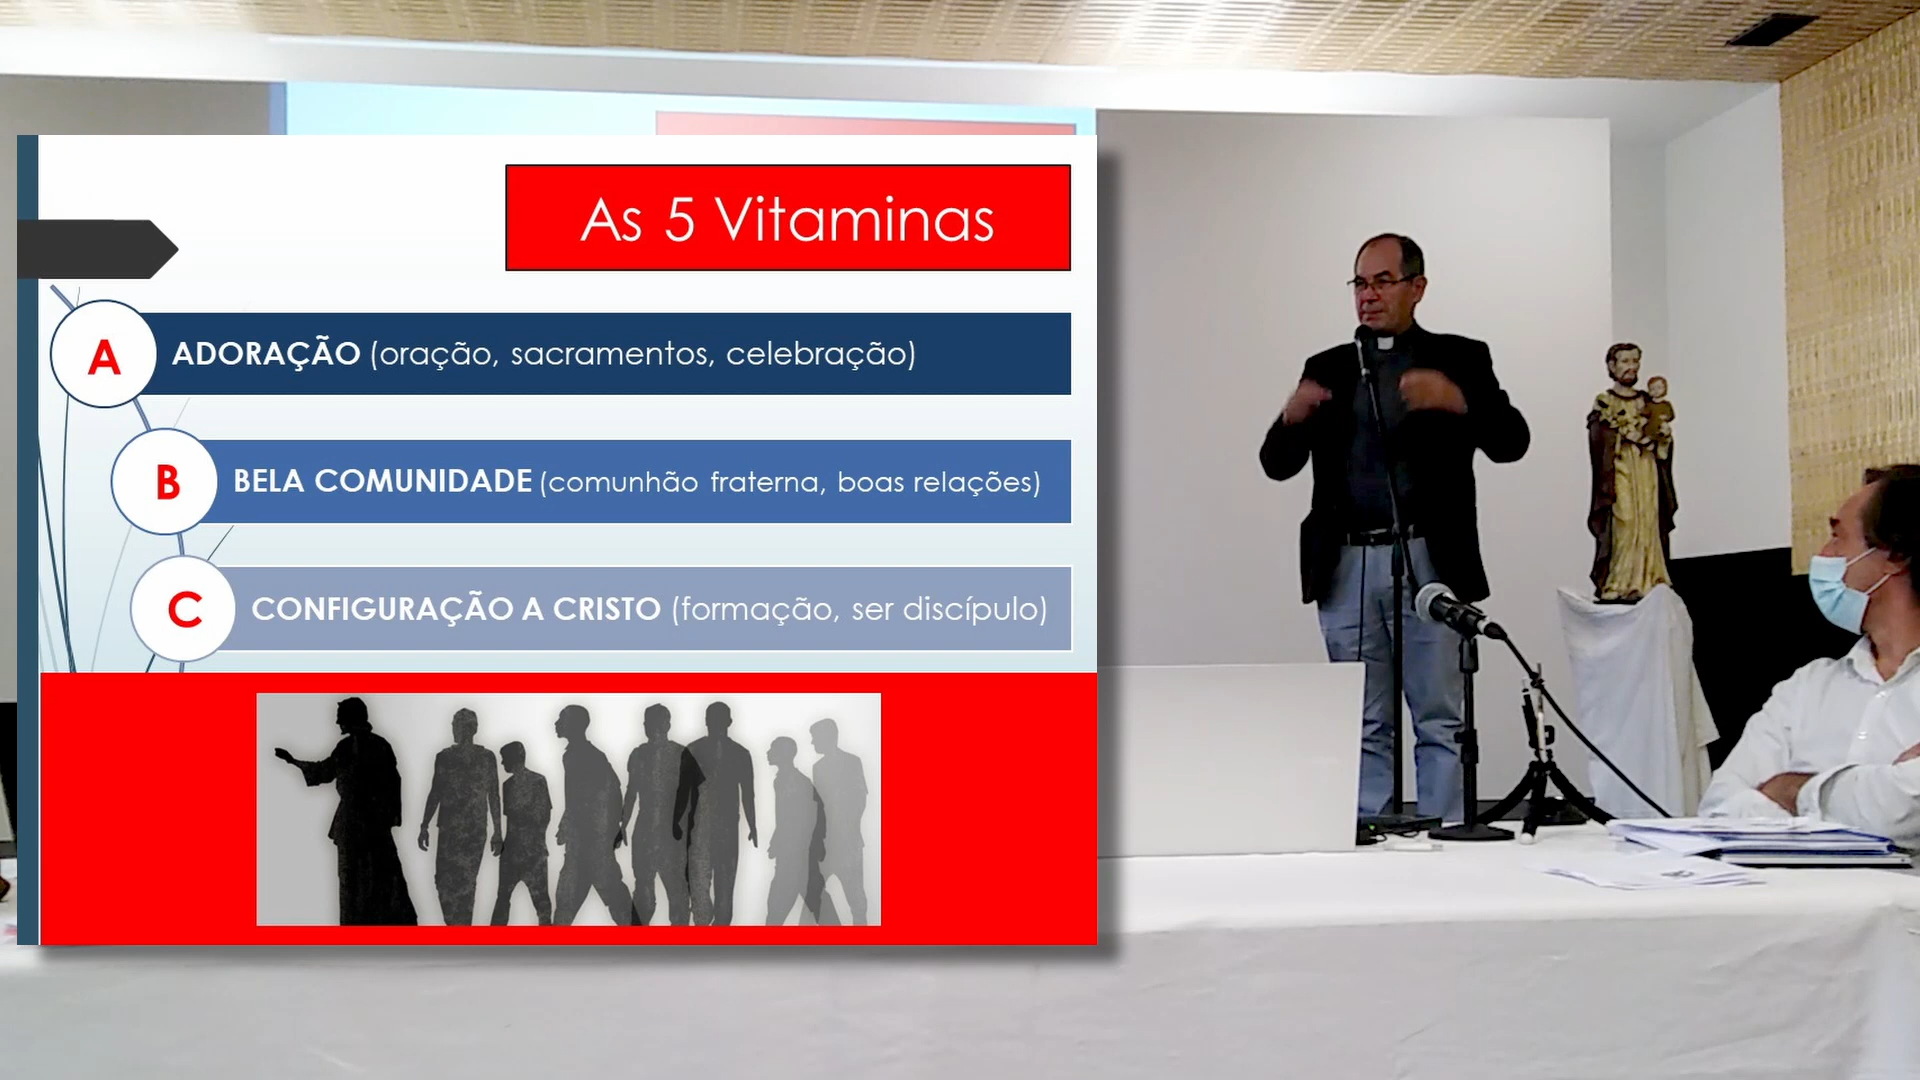 As 5 Vitaminas
A ADORAÇÃO (oração, sacramentos, celebração)
B BELA COMUNIDADE (comunhão fraterna, boas relações)
C CONFIGURAÇÃO A CRISTO (formação, ser discípulo)